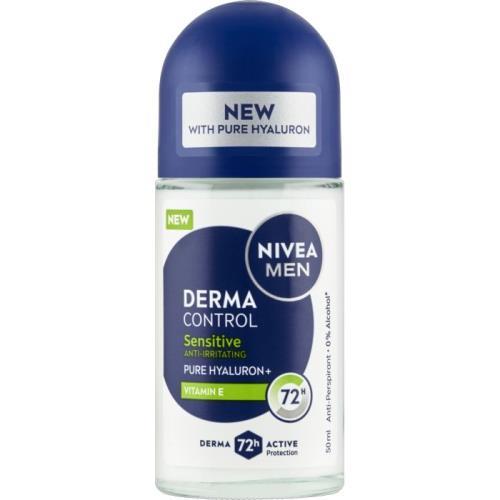 NEW
WITH PURE HYALURON
NEW
NIVEA
MEN
DERMA
CONTROL
Sensitive
ANTI-IRRITATING
PURE HYALURON+
VITAMIN E
72H
DERMA 72h ACTIVE
Protection
50ml Anti-Perspirant • 0% Alcohol*